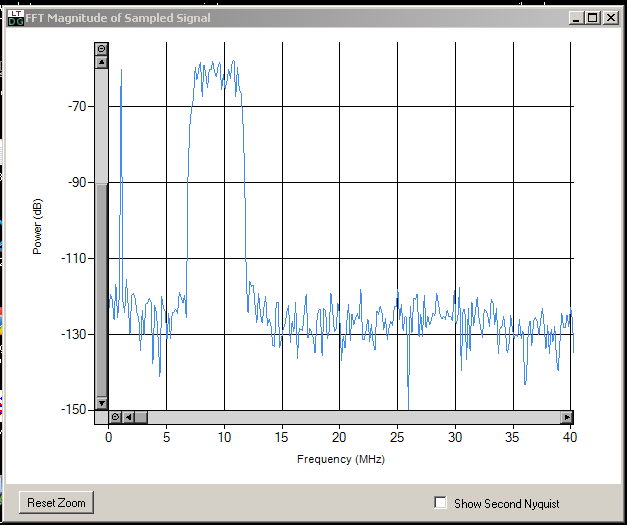 LT
DG FFT Magnitude of Sampled Signal
-70
-90
-110
-130
-150
Power (dB)
0 5 10 15 20 25 30 35 40
Frequency (MHz)
Reset Zoom
Show Second Nyquist